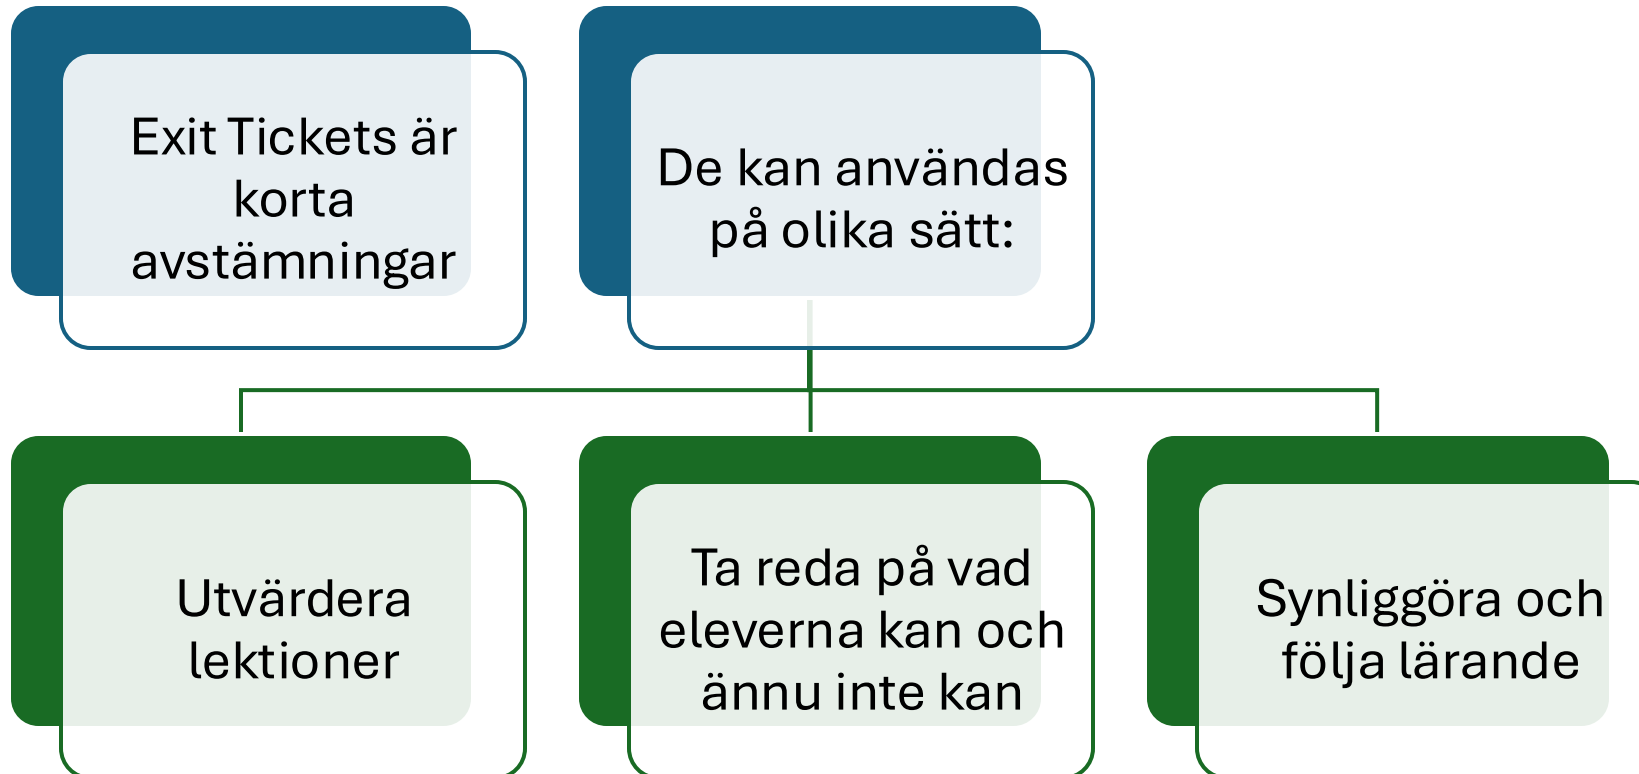 Exit Tickets är
korta
avstämningar
De kan användas
på olika sätt:
Utvärdera
lektioner
Ta reda på vad
eleverna kan och
ännu inte kan
Synliggöra och
följa lärande